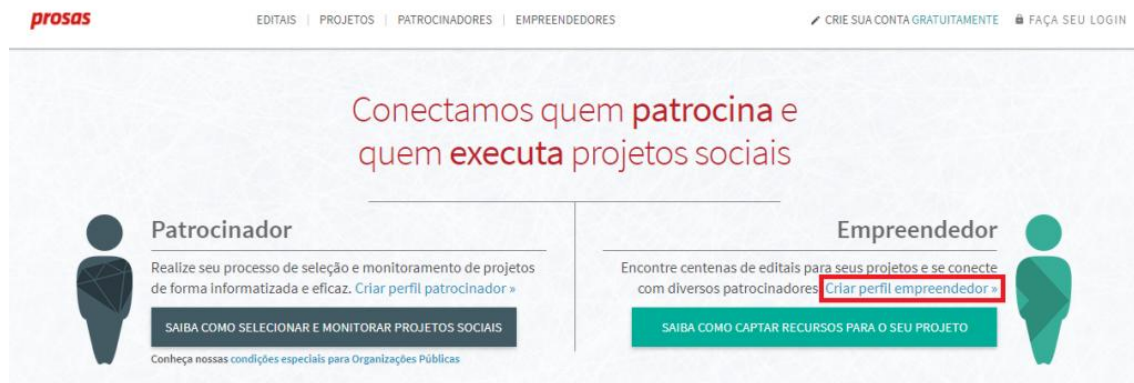 prosas
EDITAIS | PROJETOS | PATROCINADORES | EMPREENDEDORES
CRIE SUA CONTA GRATUITAMENTE
FAÇA SEU LOGIN
Conectamos quem patrocina e
quem executa projetos sociais
Patrocinador
Realize seu processo de seleção e monitoramento de projetos
de forma informatizada e eficaz. Criar perfil patrocinador »
SAIBA COMO SELECIONAR E MONITORAR PROJETOS SOCIAIS
Conheça nossas condições especiais para Organizações Públicas
Empreendedor
Encontre centenas de editais para seus projetos e se conecte
com diversos patrocinadores Criar perfil empreendedor »
SAIBA COMO CAPTAR RECURSOS PARA O SEU PROJETO